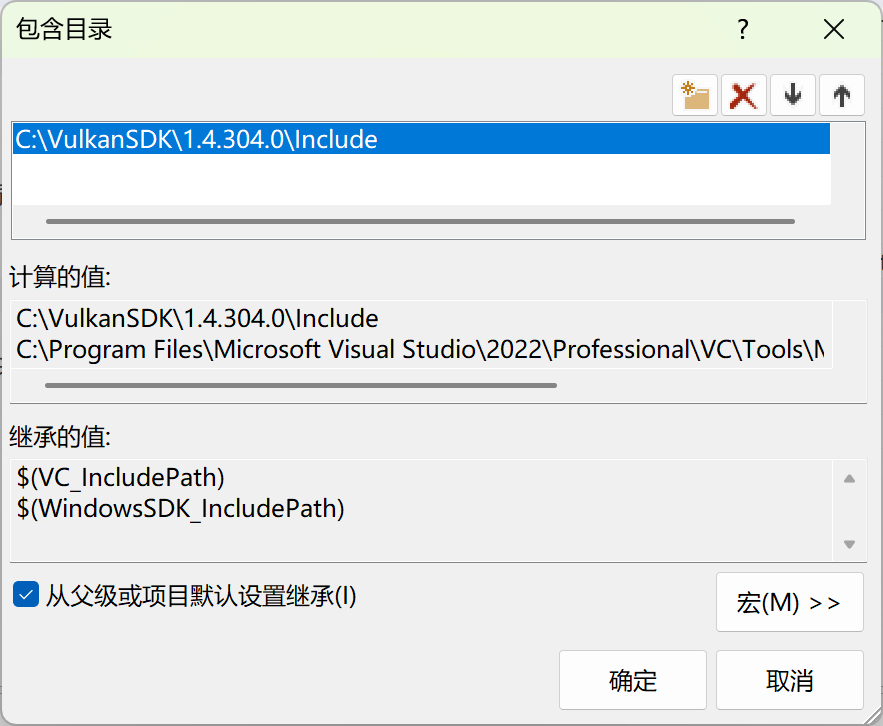 包含目录
?
C:\VulkanSDK\1.4.304.0\Include
计算的值:
C:\VulkanSDK\1.4.304.0\Include
C:\Program Files\Microsoft Visual Studio\2022\Professional\VC\Tools\
继承的值:
$(VC_IncludePath)
$(WindowsSDK_IncludePath)
从父级或项目默认设置继承(I)
宏(M) >>
确定
取消